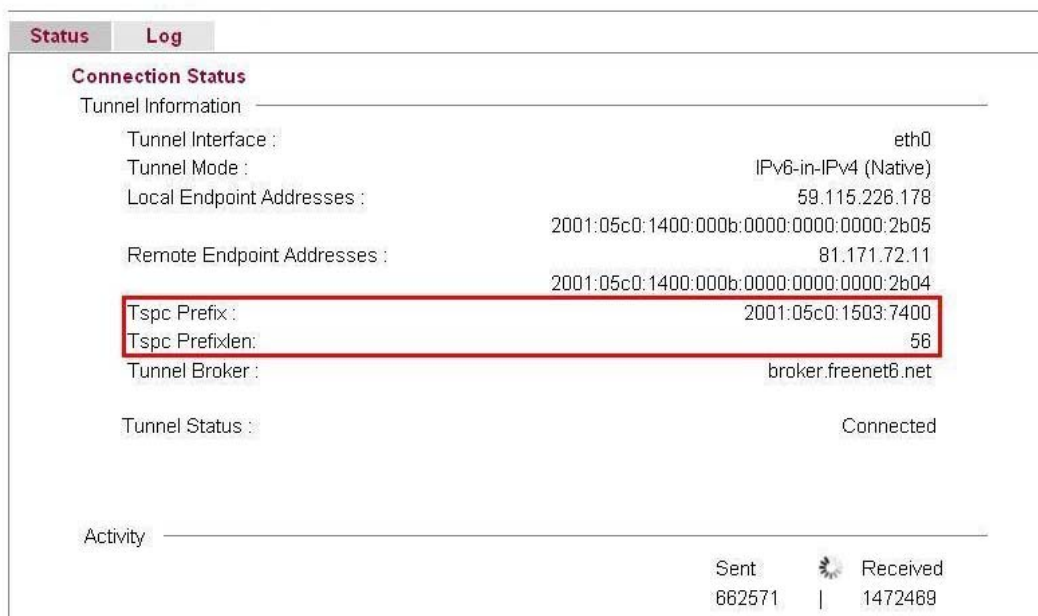 Status Log
Connection Status
Tunnel Information
Tunnel Interface : eth0
Tunnel Mode : IPv6-in-IPv4 (Native)
Local Endpoint Addresses : 59.115.226.178
2001:05c0:1400:000b:0000:0000:0000:2b05
Remote Endpoint Addresses : 81.171.72.11
2001:05c0:1400:000b:0000:0000:0000:2b04
Tspc Prefix : 2001:05c0:1503:7400
Tspc Prefixlen: 56
Tunnel Broker : broker.freenet6.net
Tunnel Status : Connected
Activity
Sent Received
662571 | 1472469